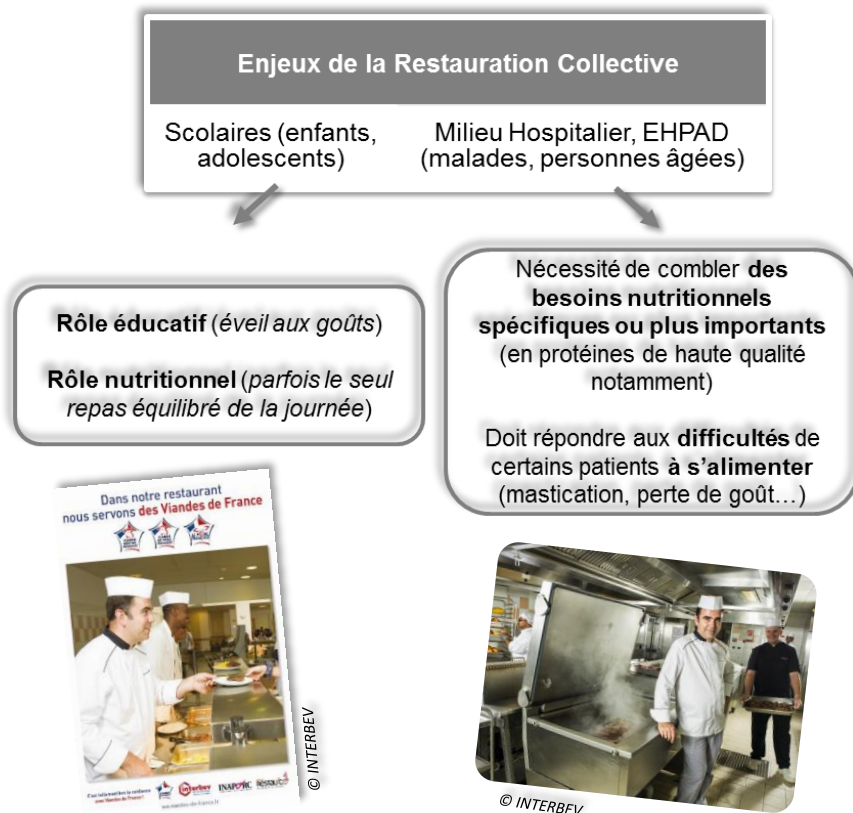 Enjeux de la Restauration Collective
Scolaires (enfants,
adolescents)
Milieu Hospitalier, EHPAD
(malades, personnes âgées)
Rôle éducatif (éveil aux goûts)
Rôle nutritionnel (parfois le seul
repas équilibré de la journée)
Nécessité de combler des
besoins nutritionnels
spécifiques ou plus importants
(en protéines de haute qualité
notamment)
Doit répondre aux difficultés de
certains patients à s’alimenter
(mastication, perte de goût…)
Dans notre restaurant
nous servons des Viandes de France
interbev
INAPORC
© INTERBEV
© INTERBEV